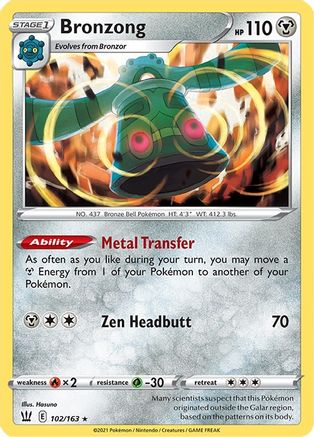 STAGE 1 Bronzong HP 110
Evolves from Bronzor
NO. 437 Bronze Bell Pokémon HT: 4'3" WT: 412.3 lbs.
Ability Metal Transfer
As often as you like during your turn, you may move a
Energy from 1 of your Pokémon to another of your
Pokémon.
Zen Headbutt 70
weakness ×2 resistance -30 retreat
Illus. Hasuno
E 102/163 ★
Many scientists suspect that this Pokémon
originated outside the Galar region,
based on the patterns on its body.
©2021 Pokémon / Nintendo / Creatures / GAME FREAK